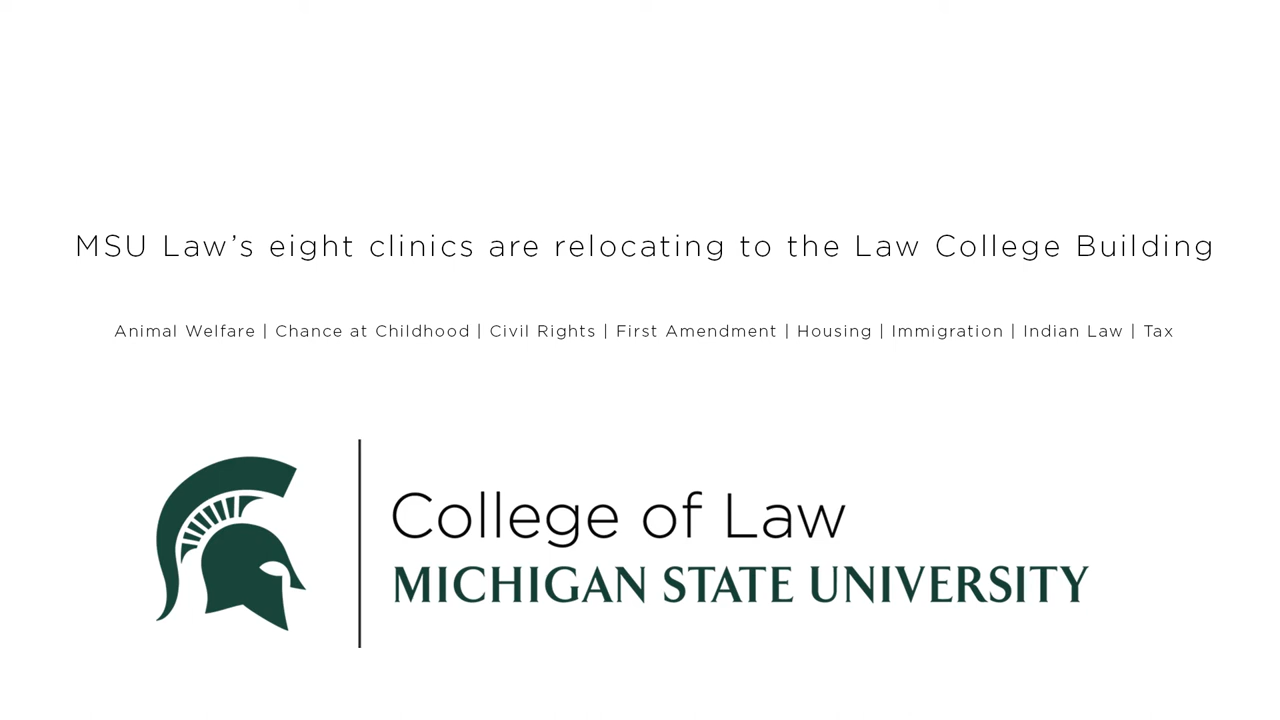 MSU Law’s eight clinics are relocating to the Law College Building
Animal Welfare | Chance at Childhood | Civil Rights | First Amendment | Housing | Immigration | Indian Law | Tax
College of Law
MICHIGAN STATE UNIVERSITY